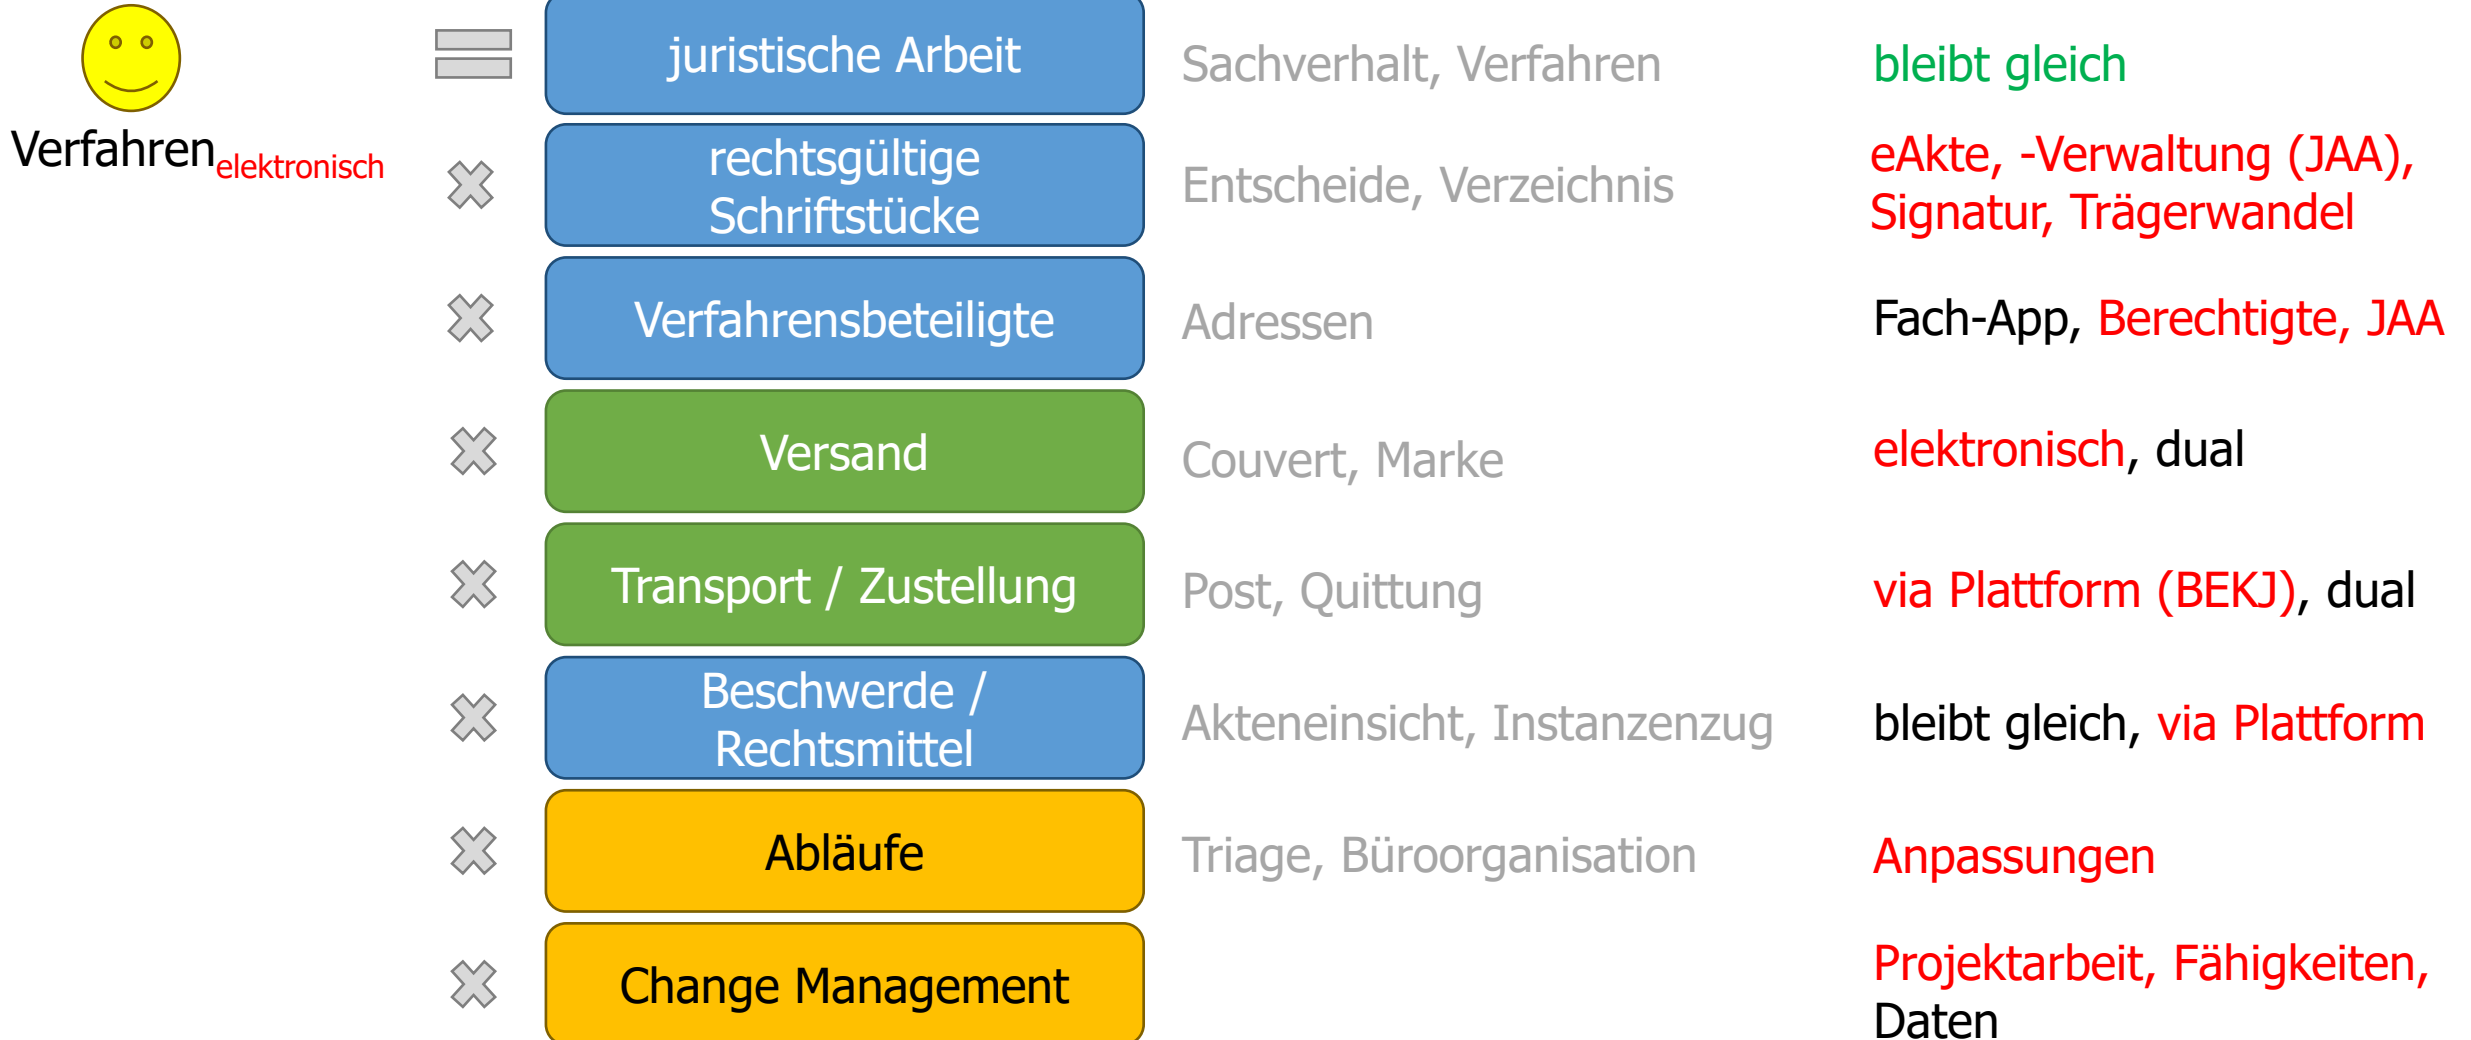 juristische Arbeit
Sachverhalt, Verfahren
bleibt gleich
Verfahren elektronisch
rechtsgültige
Schriftstücke
Entscheide, Verzeichnis
eAkte, -Verwaltung (JAA),
Signatur, Trägerwandel
Verfahrensbeteiligte
Adressen
Fach-App, Berechtigte, JAA
Versand
Couvert, Marke
elektronisch, dual
Transport / Zustellung
Post, Quittung
via Plattform (BEKJ), dual
Beschwerde /
Rechtsmittel
Akteneinsicht, Instanzenzug
bleibt gleich, via Plattform
Abläufe
Triage, Büroorganisation
Anpassungen
Change Management
Projektarbeit, Fähigkeiten,
Daten